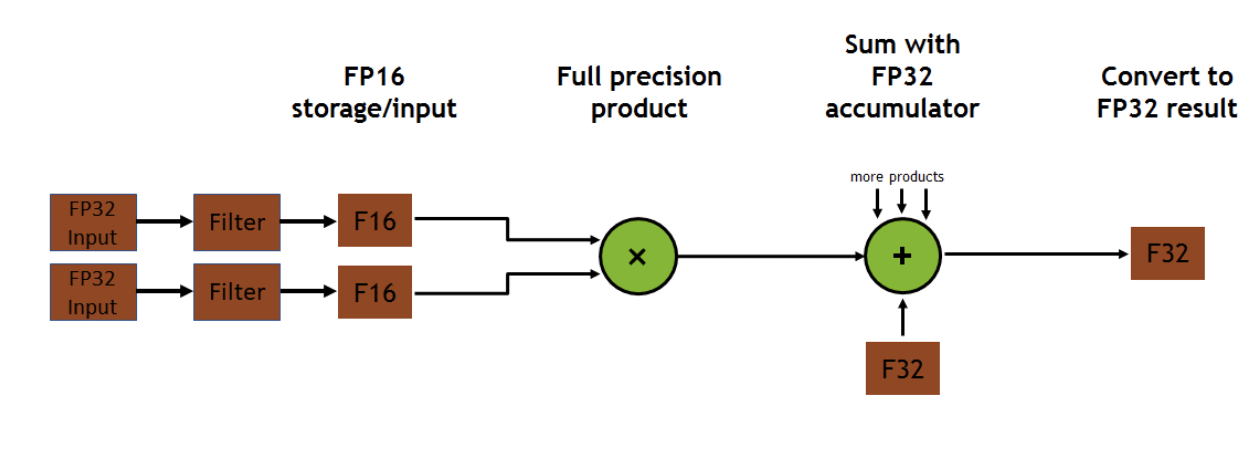 FP16
storage/input
Full precision
product
Sum with
FP32
accumulator
Convert to
FP32 result
more products
FP32
Input
Filter
F16
FP32
Input
Filter
F16
×
+
F32
F32